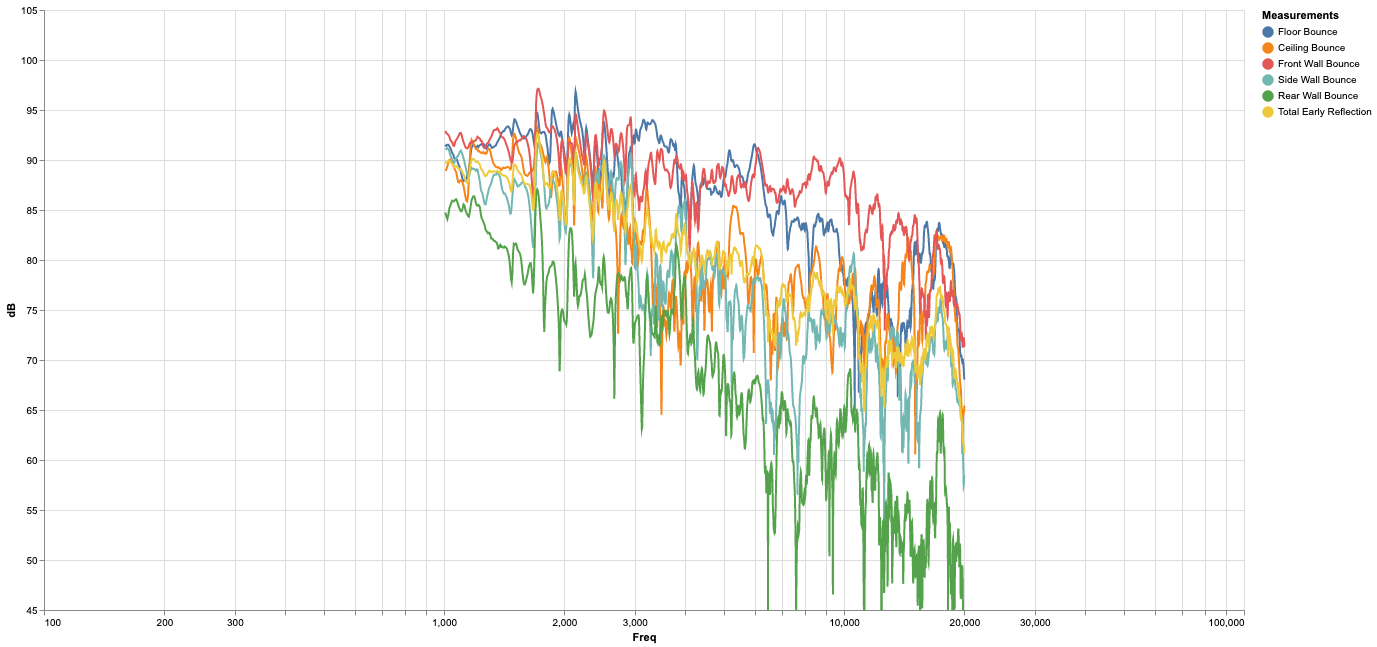 105
100
95
90
85
80
75
70
65
60
55
50
45
dB
100
200
300
1,000
2,000
3,000
10,000
20,000
30,000
100,000
Freq
Measurements
Floor Bounce
Ceiling Bounce
Front Wall Bounce
Side Wall Bounce
Rear Wall Bounce
Total Early Reflection